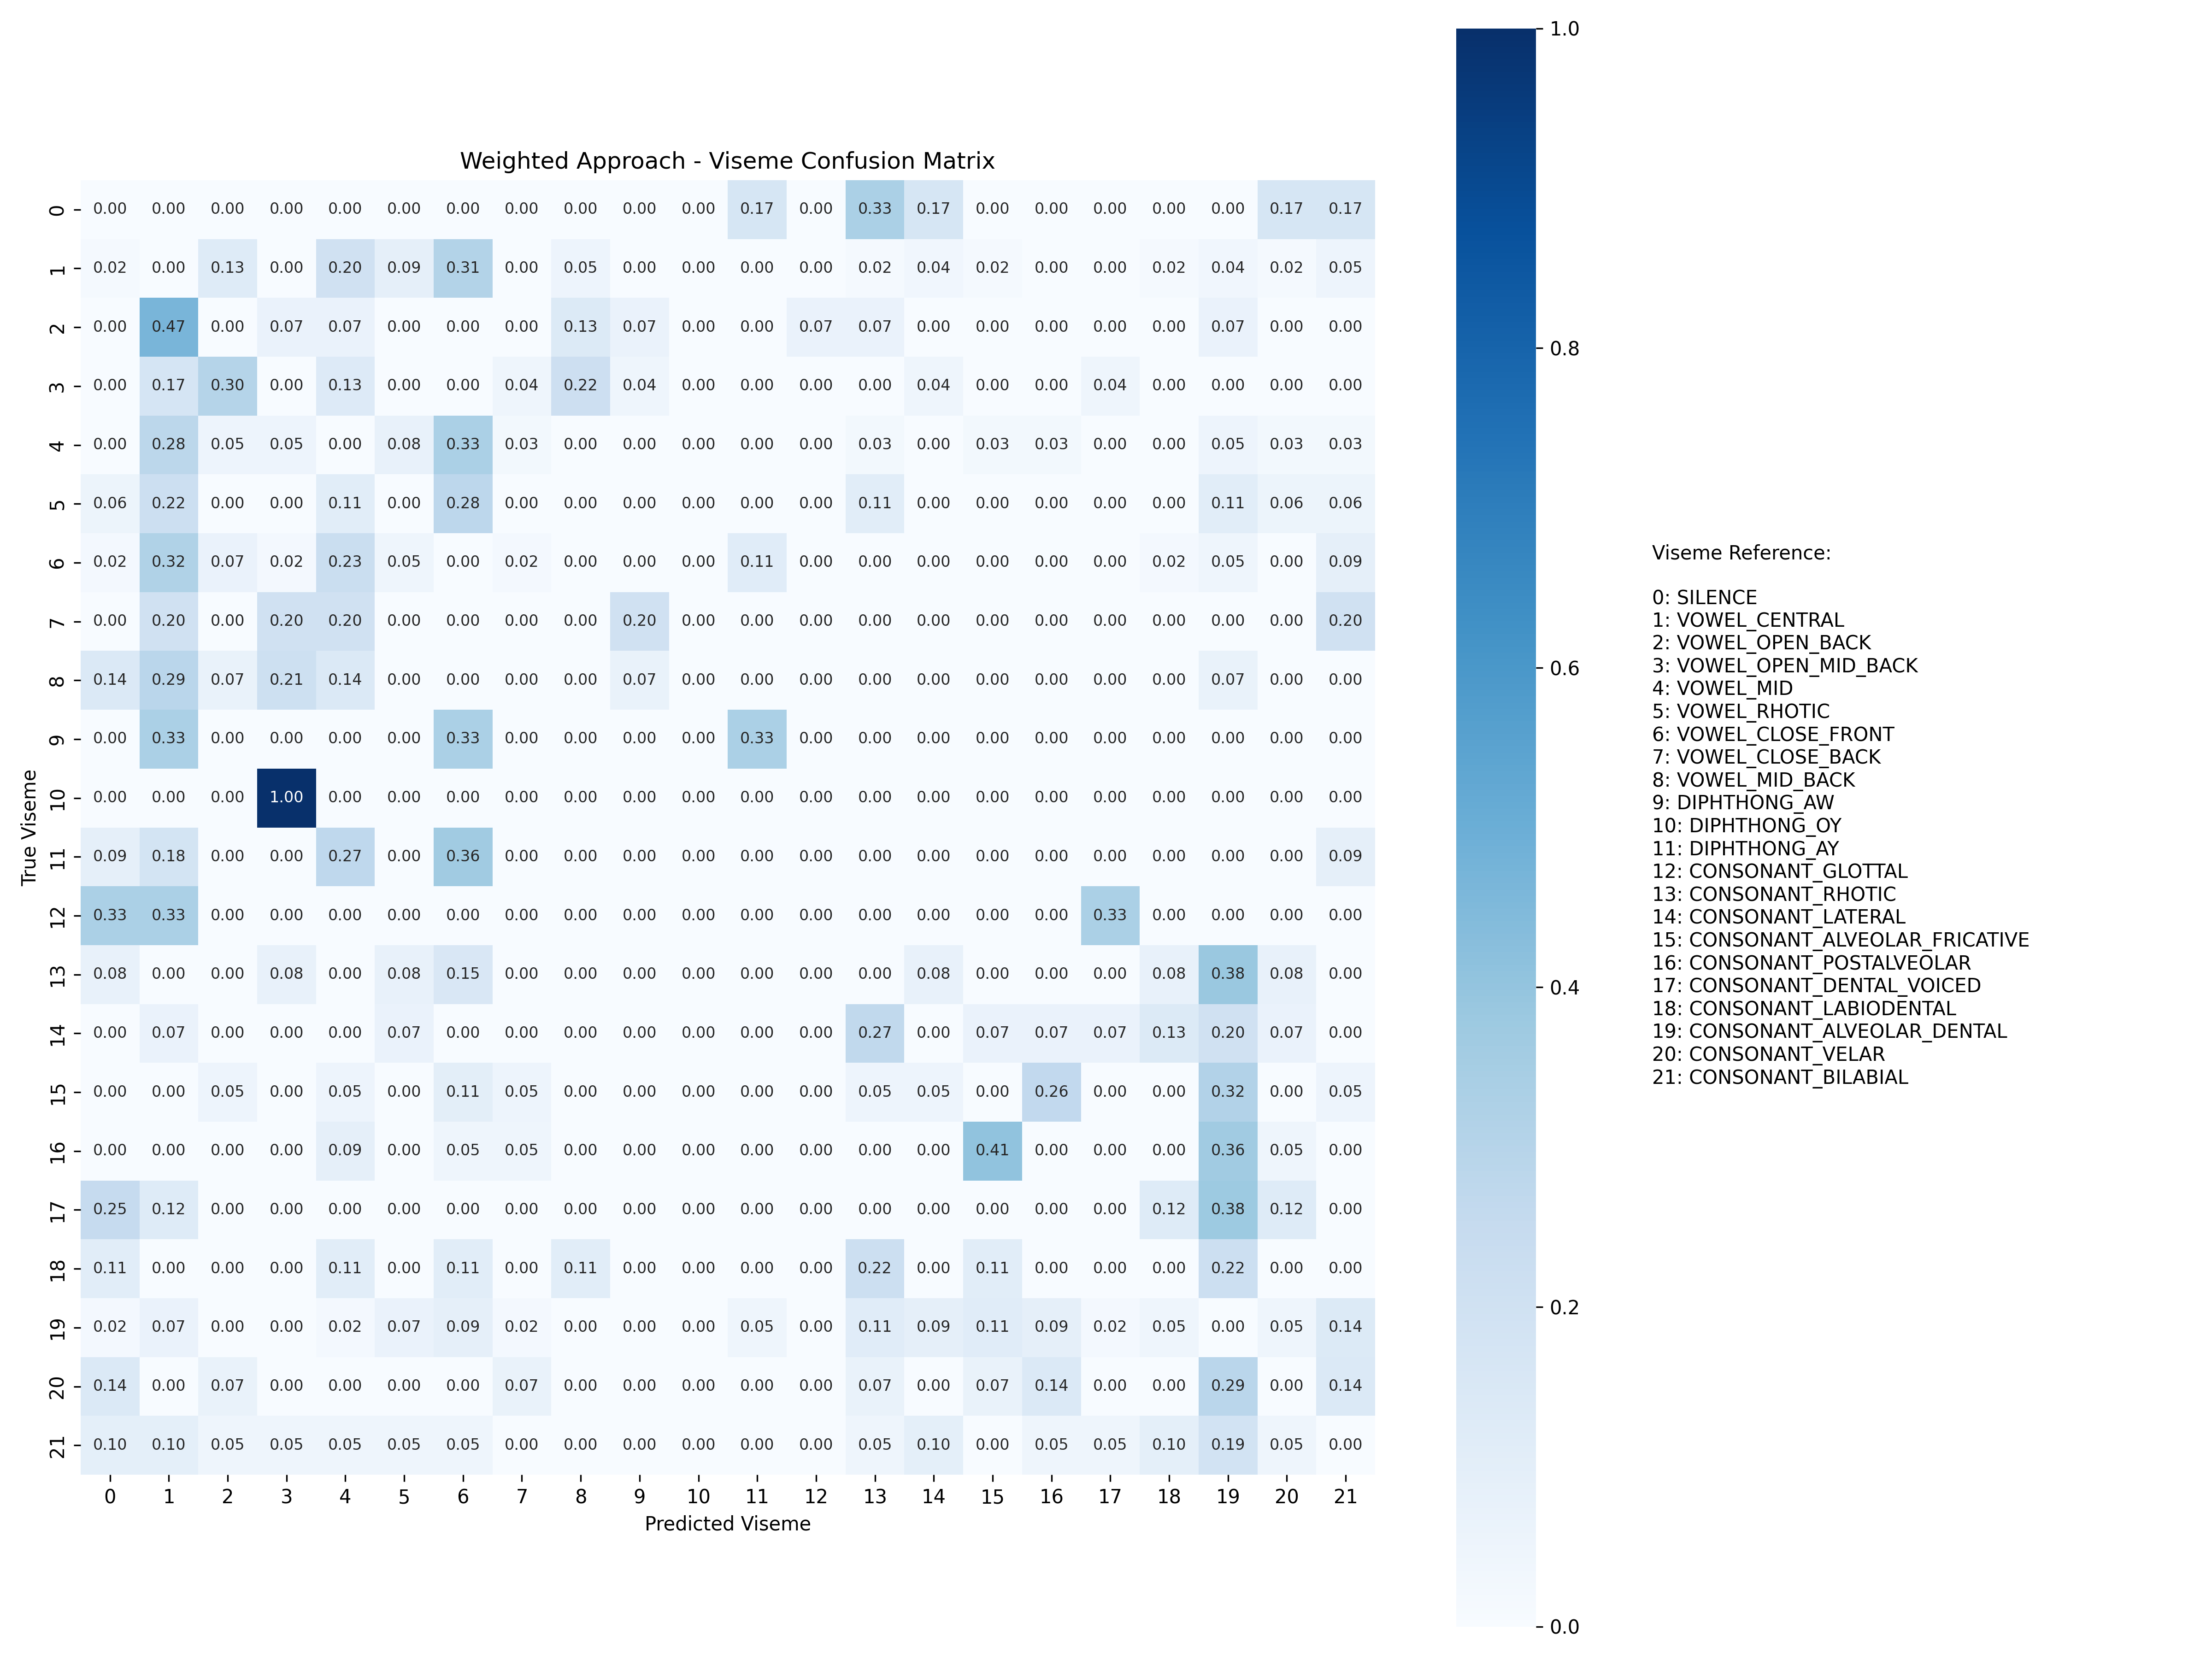 Weighted Approach - Viseme Confusion Matrix
0 0.00 0.00 0.00 0.00 0.00 0.00 0.00 0.00 0.00 0.00 0.00 0.17 0.00 0.33 0.17 0.00 0.00 0.00 0.00 0.00 0.17 0.17
1 0.02 0.00 0.13 0.00 0.20 0.09 0.31 0.00 0.05 0.00 0.00 0.00 0.00 0.02 0.04 0.02 0.00 0.00 0.02 0.04 0.02 0.05
2 0.00 0.47 0.00 0.07 0.07 0.00 0.00 0.00 0.13 0.07 0.00 0.00 0.07 0.07 0.00 0.00 0.00 0.00 0.00 0.07 0.00 0.00
3 0.00 0.17 0.30 0.00 0.13 0.00 0.00 0.04 0.22 0.04 0.00 0.00 0.00 0.00 0.04 0.00 0.00 0.04 0.00 0.00 0.00 0.00
4 0.00 0.28 0.05 0.05 0.00 0.08 0.33 0.03 0.00 0.00 0.00 0.00 0.00 0.03 0.00 0.03 0.03 0.00 0.00 0.05 0.03 0.03
5 0.06 0.22 0.00 0.00 0.11 0.00 0.28 0.00 0.00 0.00 0.00 0.00 0.00 0.11 0.00 0.00 0.00 0.00 0.00 0.11 0.06 0.06
6 0.02 0.32 0.07 0.02 0.23 0.05 0.00 0.02 0.00 0.00 0.00 0.11 0.00 0.00 0.00 0.00 0.00 0.00 0.02 0.05 0.00 0.09
7 0.00 0.20 0.00 0.20 0.20 0.00 0.00 0.00 0.00 0.20 0.00 0.00 0.00 0.00 0.00 0.00 0.00 0.00 0.00 0.00 0.00 0.20
8 0.14 0.29 0.07 0.21 0.14 0.00 0.00 0.00 0.00 0.07 0.00 0.00 0.00 0.00 0.00 0.00 0.00 0.00 0.00 0.07 0.00 0.00
9 0.00 0.33 0.00 0.00 0.00 0.00 0.33 0.00 0.00 0.00 0.00 0.33 0.00 0.00 0.00 0.00 0.00 0.00 0.00 0.00 0.00 0.00
10 0.00 0.00 0.00 1.00 0.00 0.00 0.00 0.00 0.00 0.00 0.00 0.00 0.00 0.00 0.00 0.00 0.00 0.00 0.00 0.00 0.00 0.00
11 0.09 0.18 0.00 0.00 0.27 0.00 0.36 0.00 0.00 0.00 0.00 0.00 0.00 0.00 0.00 0.00 0.00 0.00 0.00 0.00 0.00 0.09
12 0.33 0.33 0.00 0.00 0.00 0.00 0.00 0.00 0.00 0.00 0.00 0.00 0.00 0.00 0.00 0.00 0.00 0.33 0.00 0.00 0.00 0.00
13 0.08 0.00 0.00 0.08 0.00 0.08 0.15 0.00 0.00 0.00 0.00 0.00 0.00 0.00 0.08 0.00 0.00 0.00 0.08 0.38 0.08 0.00
14 0.00 0.07 0.00 0.00 0.00 0.07 0.00 0.00 0.00 0.00 0.00 0.00 0.00 0.27 0.00 0.07 0.07 0.07 0.13 0.20 0.07 0.00
15 0.00 0.00 0.05 0.00 0.05 0.00 0.11 0.05 0.00 0.00 0.00 0.00 0.00 0.05 0.05 0.00 0.26 0.00 0.00 0.32 0.00 0.05
16 0.00 0.00 0.00 0.00 0.09 0.00 0.05 0.05 0.00 0.00 0.00 0.00 0.00 0.00 0.00 0.41 0.00 0.00 0.00 0.36 0.05 0.00
17 0.25 0.12 0.00 0.00 0.00 0.00 0.00 0.00 0.00 0.00 0.00 0.00 0.00 0.00 0.00 0.00 0.00 0.00 0.12 0.38 0.12 0.00
18 0.11 0.00 0.00 0.00 0.11 0.00 0.11 0.00 0.11 0.00 0.00 0.00 0.00 0.22 0.00 0.11 0.00 0.00 0.00 0.22 0.00 0.00
19 0.02 0.07 0.00 0.00 0.02 0.07 0.09 0.02 0.00 0.00 0.00 0.05 0.00 0.11 0.09 0.11 0.09 0.02 0.05 0.00 0.05 0.14
20 0.14 0.00 0.07 0.00 0.00 0.00 0.00 0.07 0.00 0.00 0.00 0.00 0.00 0.07 0.00 0.07 0.14 0.00 0.00 0.29 0.00 0.14
21 0.10 0.10 0.05 0.05 0.05 0.05 0.05 0.00 0.00 0.00 0.00 0.00 0.00 0.05 0.10 0.00 0.05 0.05 0.10 0.19 0.05 0.00
0 1 2 3 4 5 6 7 8 9 10 11 12 13 14 15 16 17 18 19 20 21
Predicted Viseme
True Viseme
1.0
0.8
0.6
0.4
0.2
0.0
Viseme Reference:
0: SILENCE
1: VOWEL_CENTRAL
2: VOWEL_OPEN_BACK
3: VOWEL_OPEN_MID_BACK
4: VOWEL_MID
5: VOWEL_RHOTIC
6: VOWEL_CLOSE_FRONT
7: VOWEL_CLOSE_BACK
8: VOWEL_MID_BACK
9: DIPHTHONG_AW
10: DIPHTHONG_OY
11: DIPHTHONG_AY
12: CONSONANT_GLOTTAL
13: CONSONANT_RHOTIC
14: CONSONANT_LATERAL
15: CONSONANT_ALVEOLAR_FRICATIVE
16: CONSONANT_POSTALVEOLAR
17: CONSONANT_DENTAL_VOICED
18: CONSONANT_LABIODENTAL
19: CONSONANT_ALVEOLAR_DENTAL
20: CONSONANT_VELAR
21: CONSONANT_BILABIAL